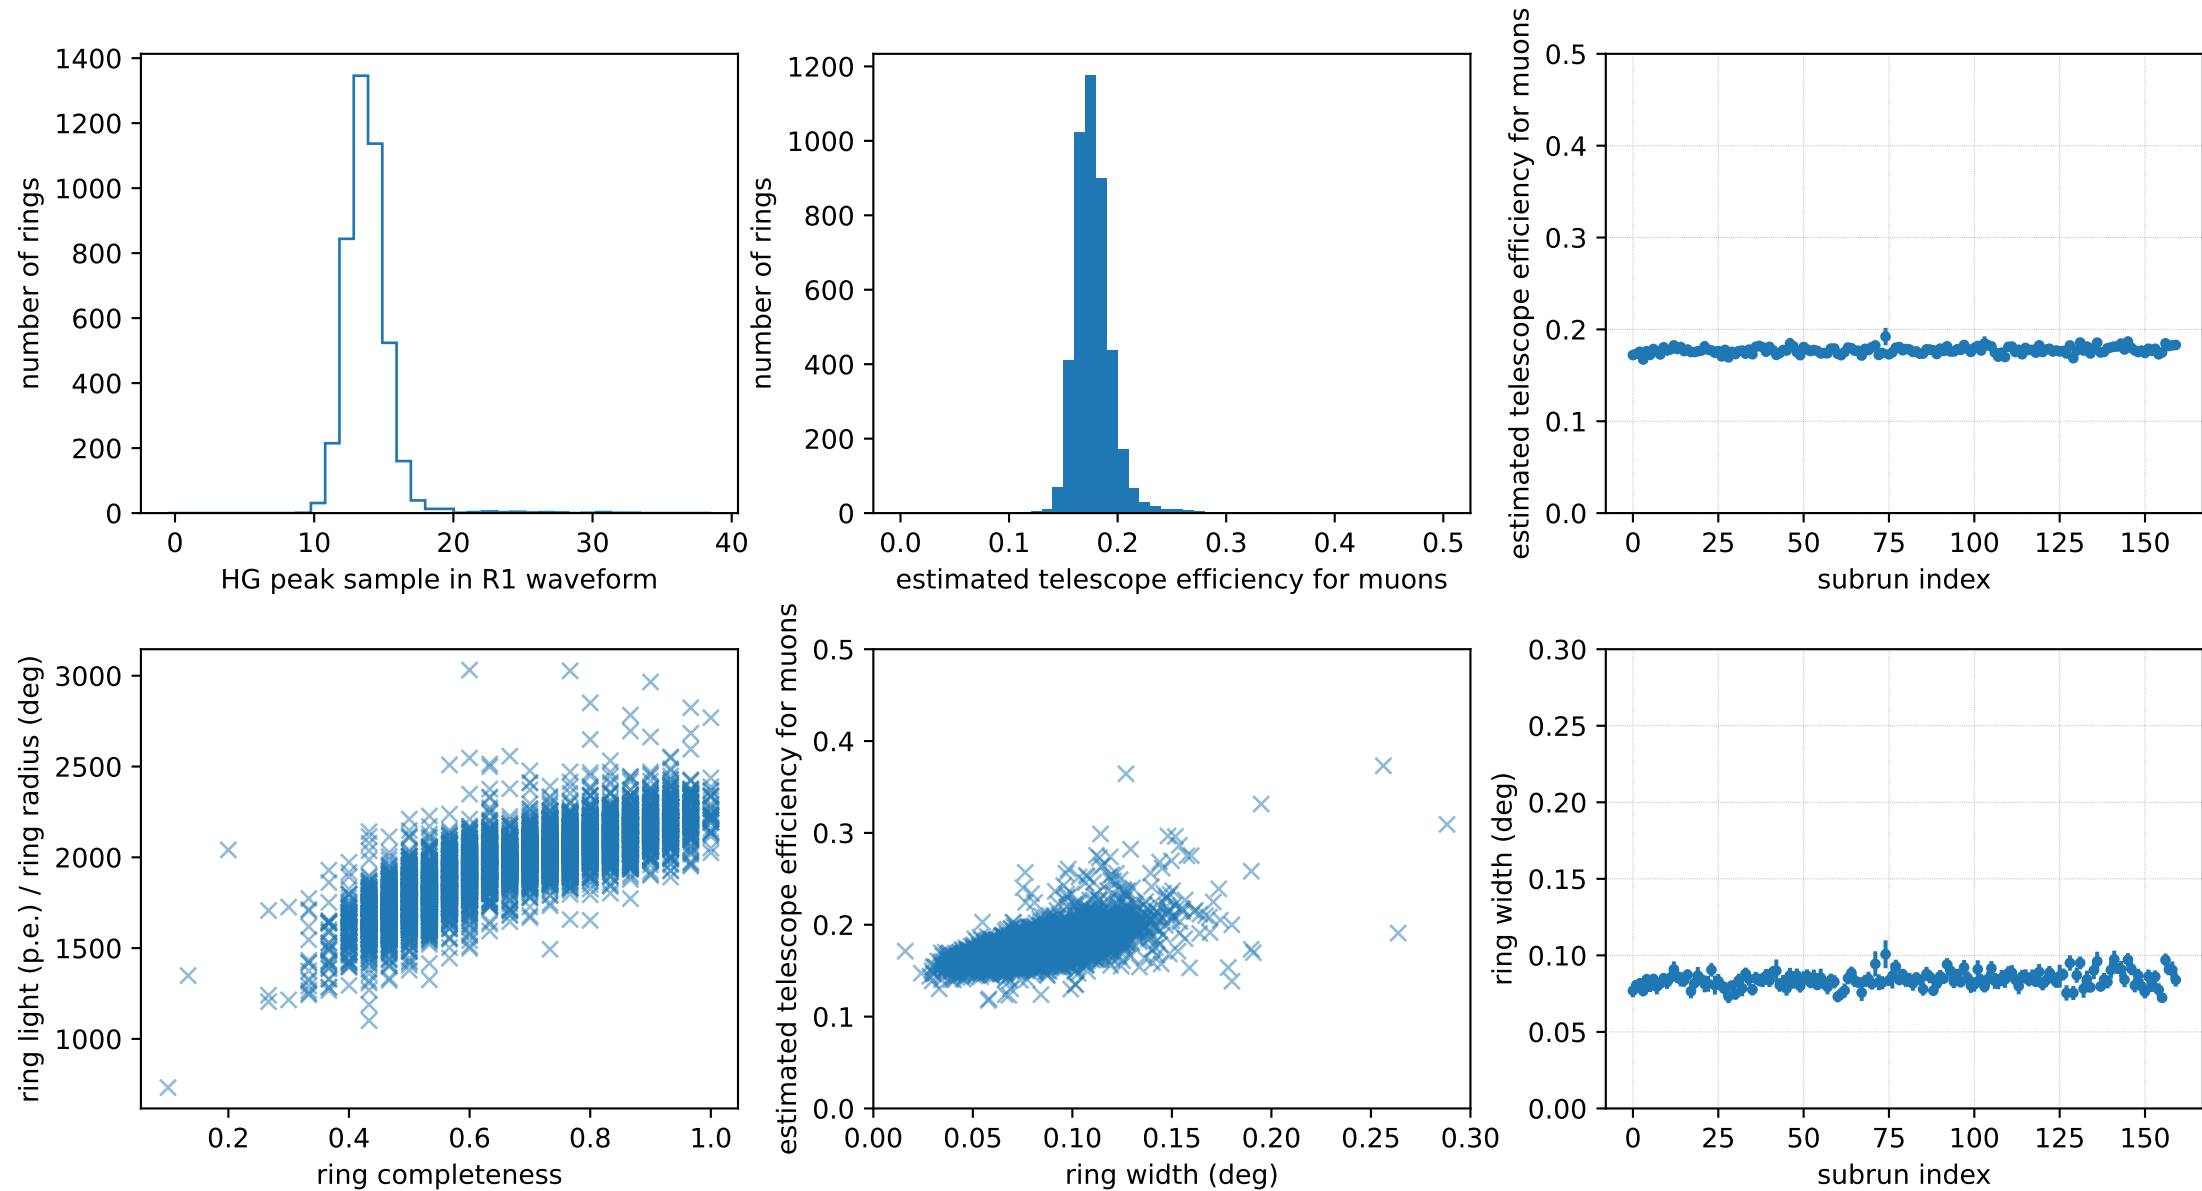 1400
1200
1000
800
600
400
200
0
number of rings
0 10 20 30 40
HG peak sample in R1 waveform
1200
1000
800
600
400
200
0
number of rings
0.0 0.1 0.2 0.3 0.4 0.5
estimated telescope efficiency for muons
0.5
0.4
0.3
0.2
0.1
0.0
estimated telescope efficiency for muons
0 25 50 75 100 125 150
subrun index
3000
2500
2000
1500
1000
ring light (p.e.) / ring radius (deg)
0.2 0.4 0.6 0.8 1.0
ring completeness
0.5
0.4
0.3
0.2
0.1
0.0
estimated telescope efficiency for muons
0.00 0.05 0.10 0.15 0.20 0.25 0.30
ring width (deg)
0.30
0.25
0.20
0.15
0.10
0.05
0.00
ring width (deg)
0 25 50 75 100 125 150
subrun index